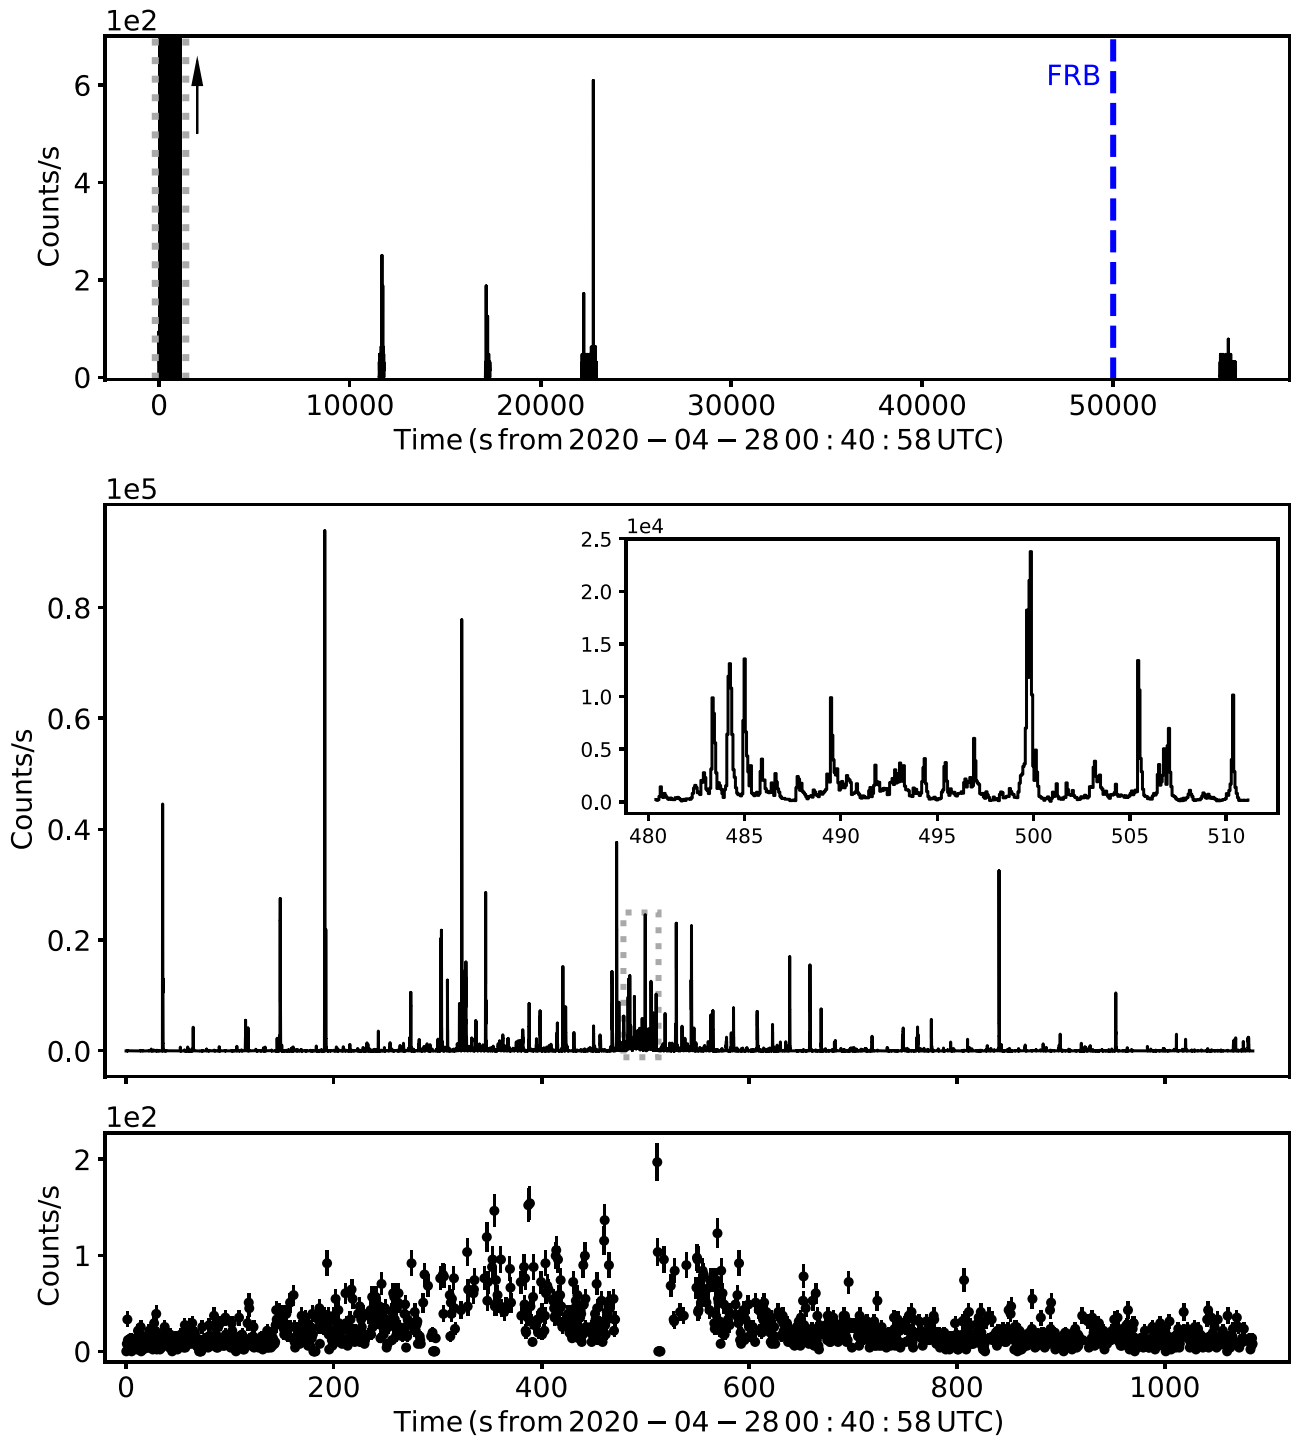 1e2
6
4
2
0
Counts/s
FRB
0 10000 20000 30000 40000 50000
Time (s from 2020 − 04 − 28 00 : 40 : 58 UTC)
1e5
0.8
0.6
0.4
0.2
0.0
Counts/s
1e4
2.5
2.0
1.5
1.0
0.5
0.0
480 485 490 495 500 505 510
1e2
2
1
0
Counts/s
0 200 400 600 800 1000
Time (s from 2020 − 04 − 28 00 : 40 : 58 UTC)